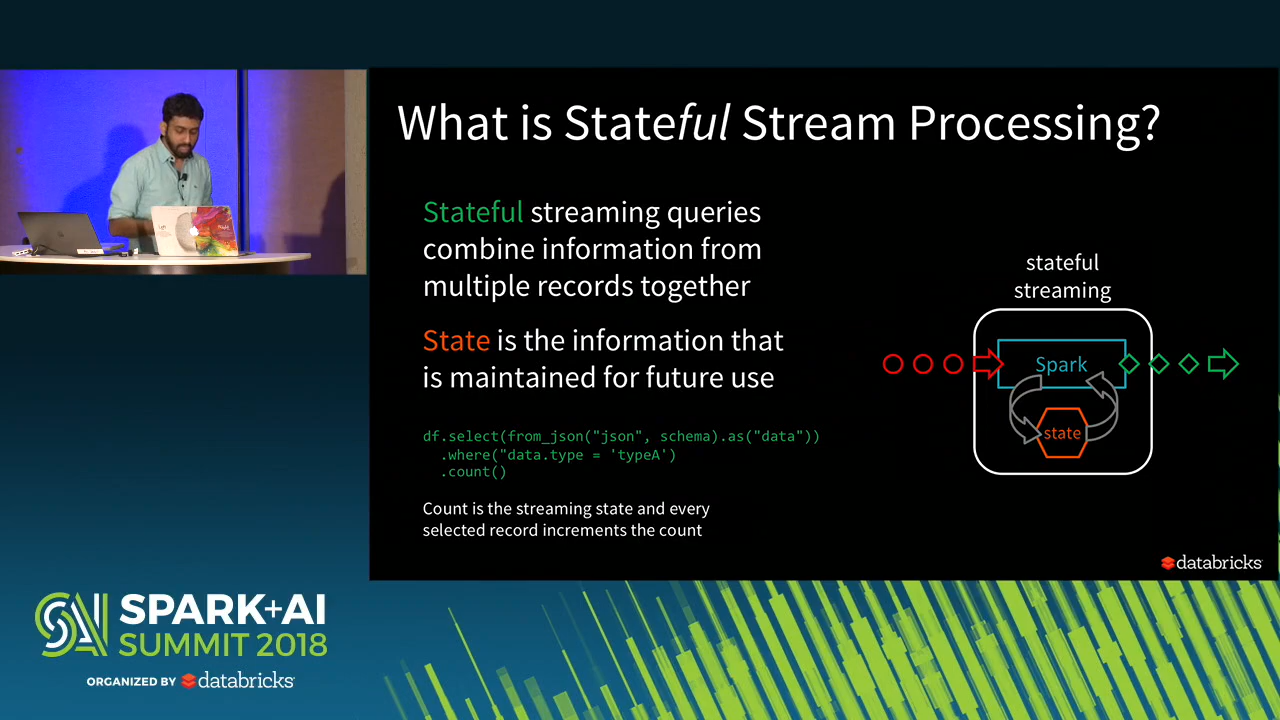 What is Stateful Stream Processing?
Stateful streaming queries
combine information from
multiple records together
State is the information that
is maintained for future use
df.select(from_json("json", schema).as("data"))
.where("data.type = 'typeA')
.count()
Count is the streaming state and every
selected record increments the count
stateful
streaming
Spark
state
databricks
SAI
SPARK+AI
SUMMIT 2018
ORGANIZED BY databricks